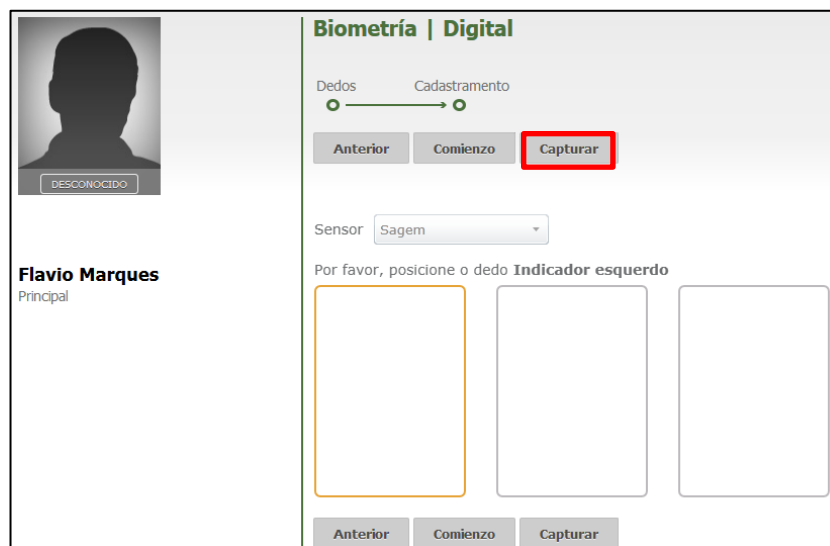 DESCONOCIDO
Flavio Marques
Principal
Biometría | Digital
Dedos Cadastramento
Anterior Comienzo Capturar
Sensor Sagem
Por favor, posicione o dedo Indicador esquerdo
Anterior Comienzo Capturar